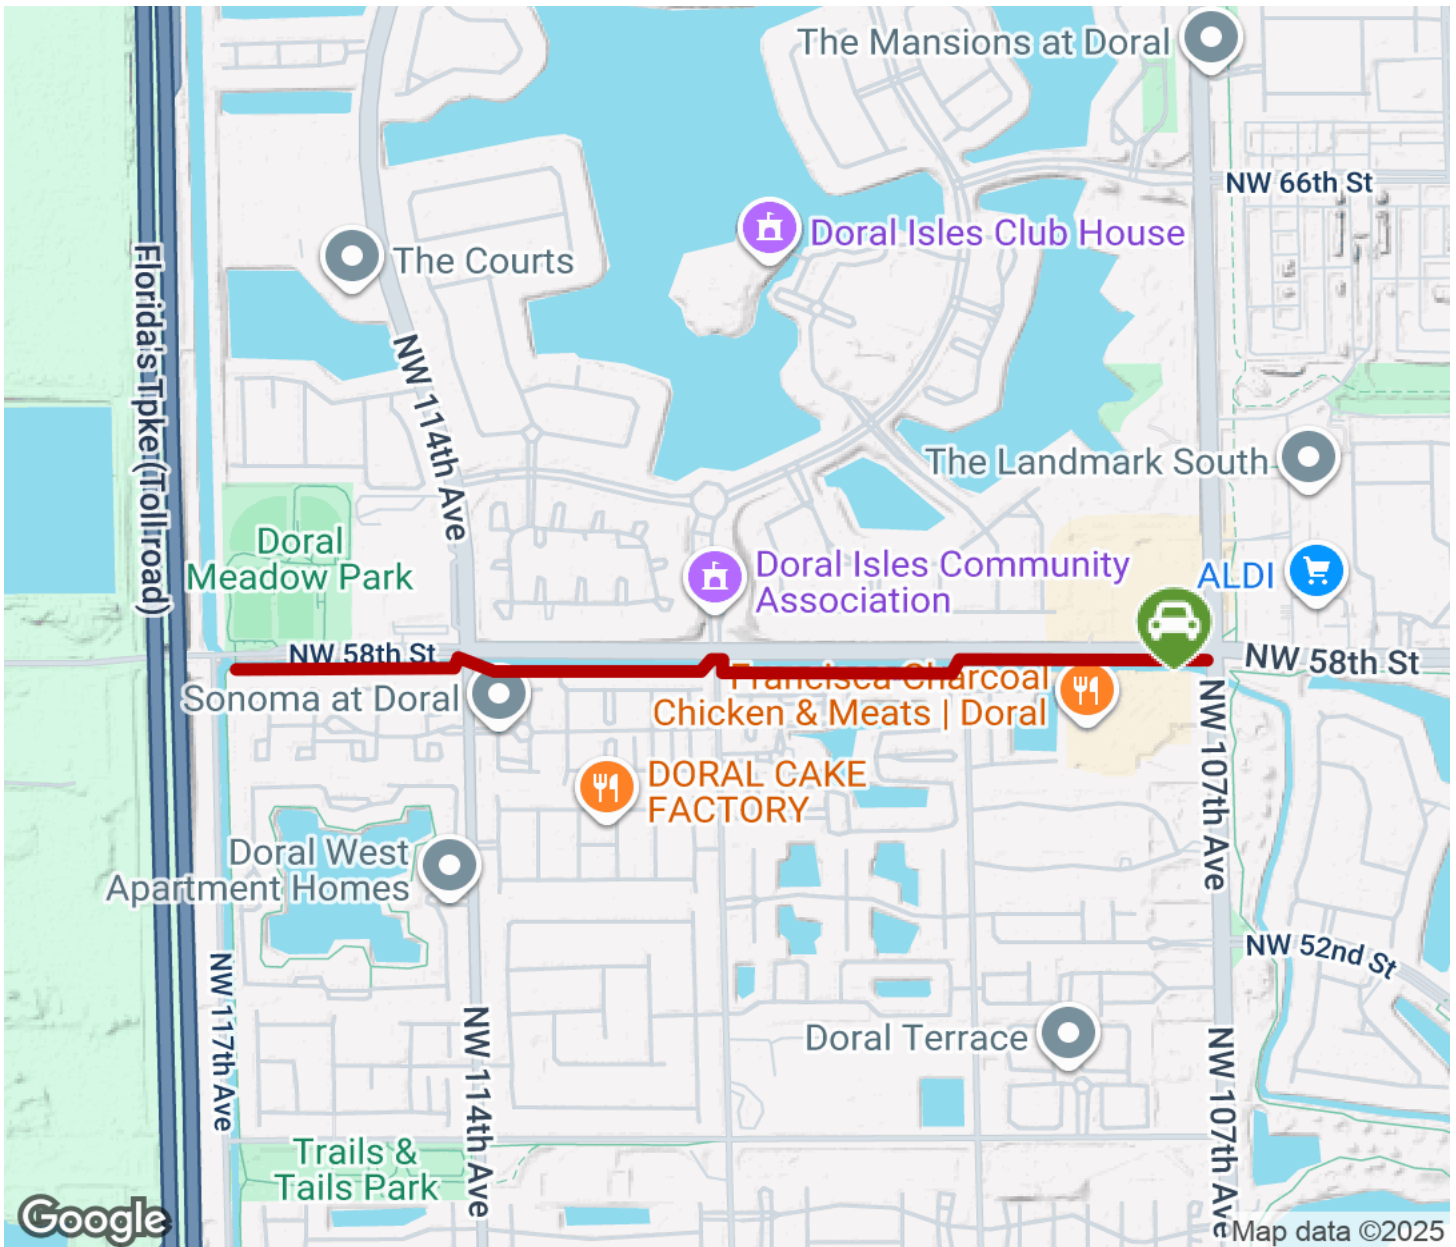 The Mansions at Doral
NW 66th St
Doral Isles Club House
The Courts
Florida's Tpke (Toll road)
NW 114th Ave
The Landmark South
Doral
Meadow Park
Doral Isles Community
Association
ALDI
NW 58th St
NW 58th St
Sonoma at Doral
Francisca Charcoal
Chicken & Meats | Doral
NW 107th Ave
DORAL CAKE
FACTORY
Doral West
Apartment Homes
NW 52nd St
NW 117th Ave
NW 114th Ave
Doral Terrace
NW 107th Ave
Trails &
Tails Park
Google
Map data ©2025